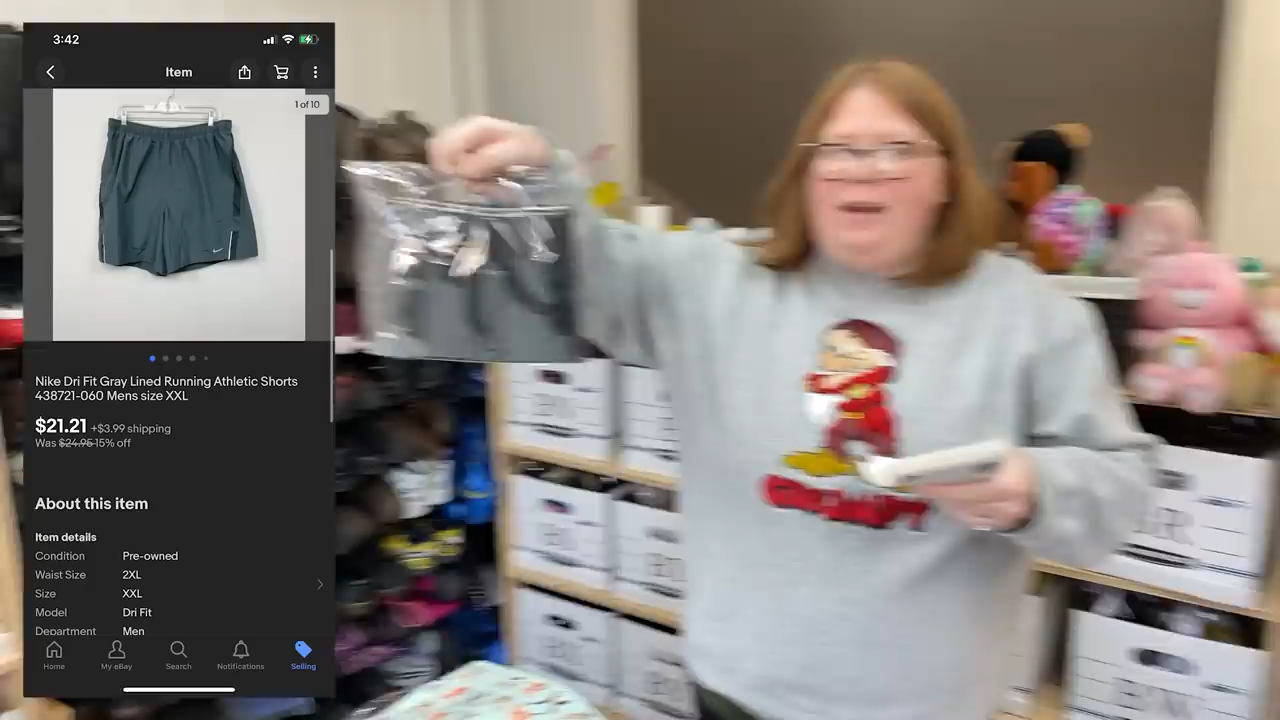 3:42
Item
1 of 10
Nike Dri Fit Gray Lined Running Athletic Shorts
438721-060 Mens size XXL
$21.21 +$3.99 shipping
Was $24.95 15% off
About this item
Item details
Condition Pre-owned
Waist Size 2XL
Size XXL
Model Dri Fit
Department Men
Home My eBay Search Notifications Selling